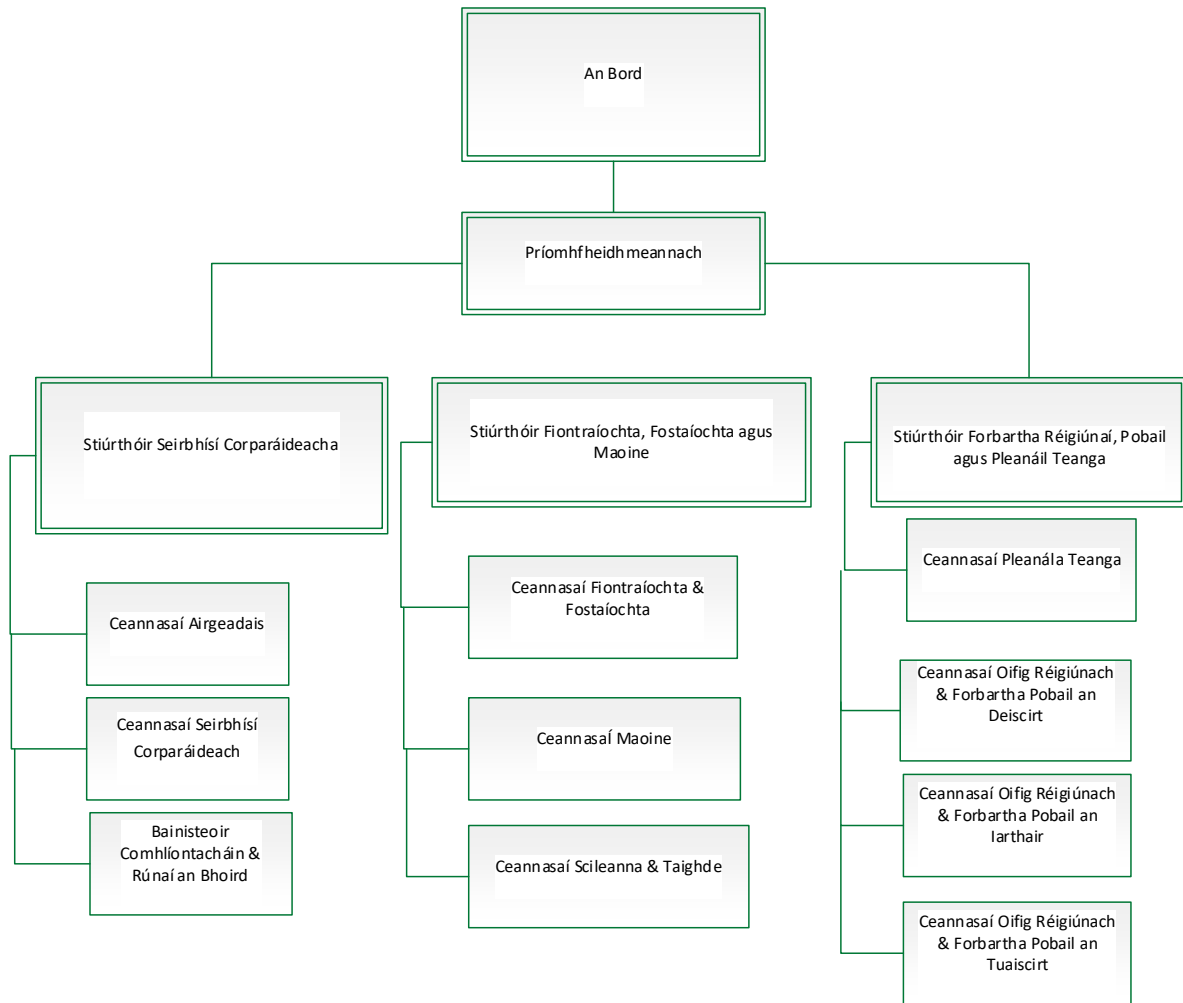 An Bord
Príomhfheidhmeannach
Stiúrthóir Seirbhísí Corparáideacha
Stiúrthóir Fiontraíochta, Fostaíochta agus
Maoine
Stiúrthóir Forbartha Réigiúnaí, Pobail
agus Pleanáil Teanga
Ceannasaí Airgeadais
Ceannasaí Seirbhísí
Corparáideach
Bainisteoir
Comhlíontacháin &
Rúnaí an Bhoird
Ceannasaí Fiontraíochta &
Fostaíochta
Ceannasaí Maoine
Ceannasaí Scileanna & Taighde
Ceannasaí Pleanála Teanga
Ceannasaí Oifig Réigiúnach
& Forbartha Pobail an
Deiscirt
Ceannasaí Oifig Réigiúnach
& Forbartha Pobail an
Iarthair
Ceannasaí Oifig Réigiúnach
& Forbartha Pobail an
Tuaiscirt